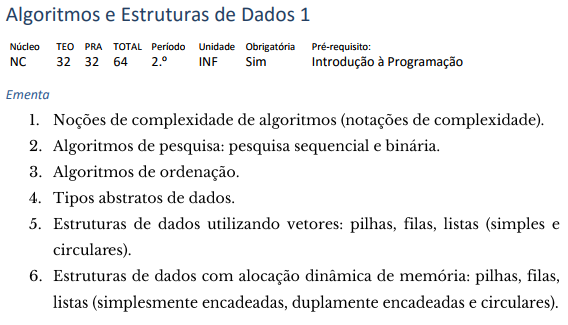 Algoritmos e Estruturas de Dados 1
Núcleo TEO PRA TOTAL Período Unidade Obrigatória Pré-requisito:
NC 32 32 64 2.º INF Sim Introdução à Programação
Ementa
1. Noções de complexidade de algoritmos (notações de complexidade).
2. Algoritmos de pesquisa: pesquisa sequencial e binária.
3. Algoritmos de ordenação.
4. Tipos abstratos de dados.
5. Estruturas de dados utilizando vetores: pilhas, filas, listas (simples e
circulares).
6. Estruturas de dados com alocação dinâmica de memória: pilhas, filas,
listas (simplesmente encadeadas, duplamente encadeadas e circulares).